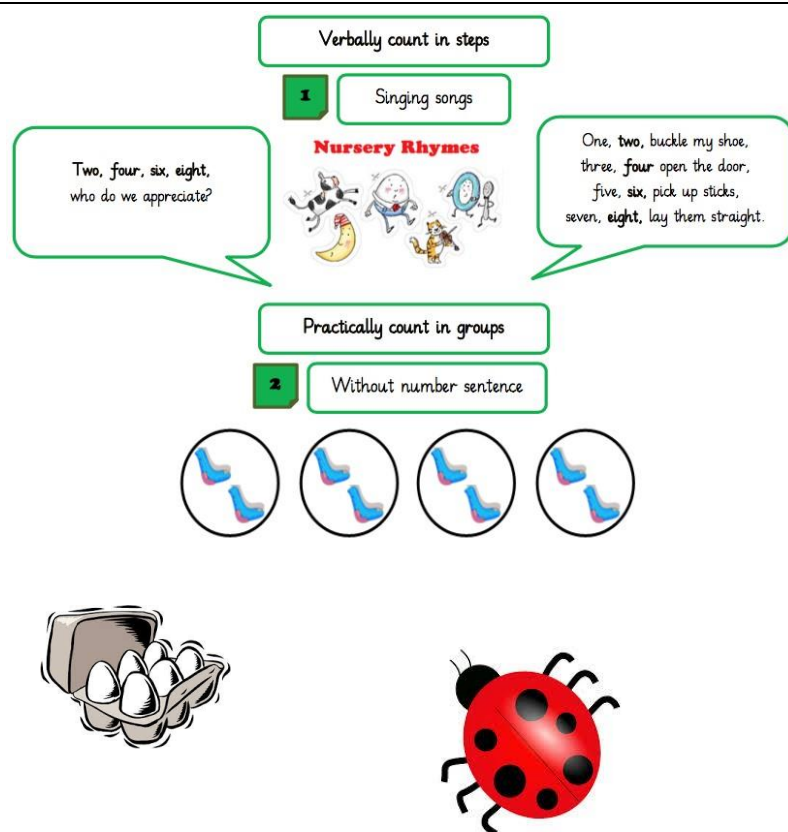 Verbally count in steps
1
Singing songs
Two, four, six, eight,
who do we appreciate?
Nursery Rhymes
One, two, buckle my shoe,
three, four open the door,
five, six, pick up sticks,
seven, eight, lay them straight.
Practically count in groups
2
Without number sentence